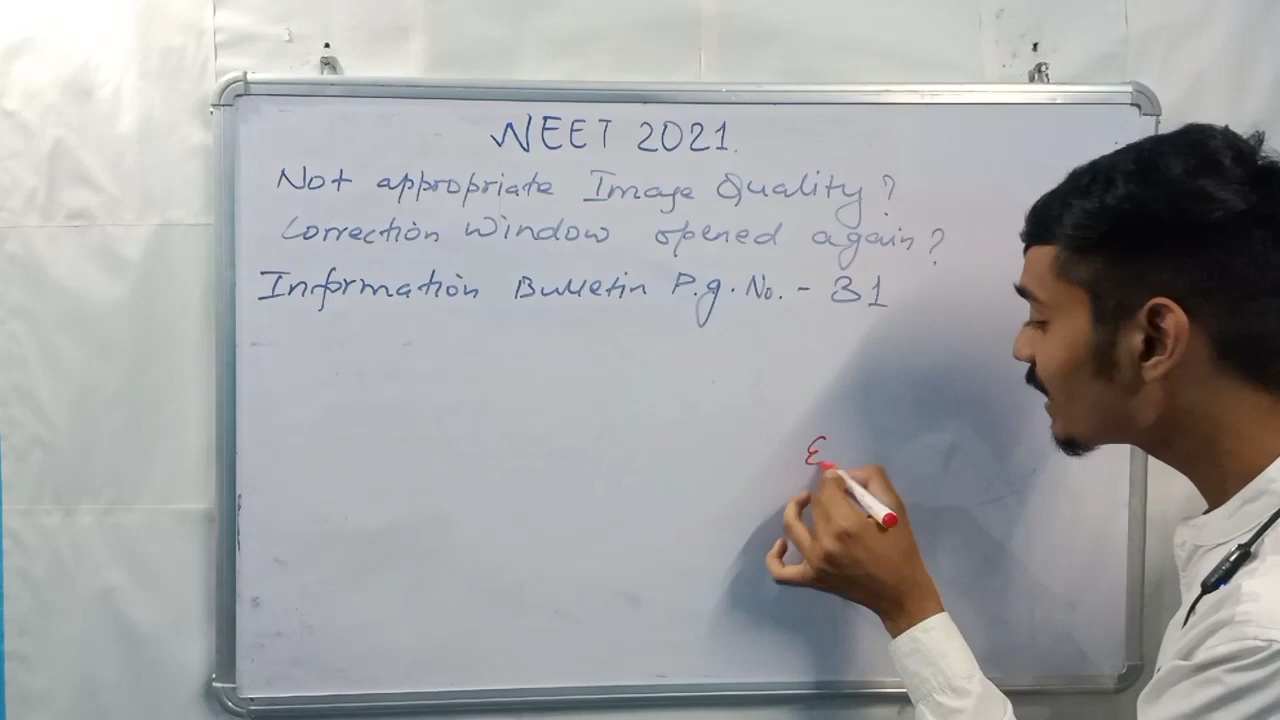 NEET 2021.
Not appropriate Image Quality?
Correction Window opened again?
Information Bulletin P.g. No. - 31
E